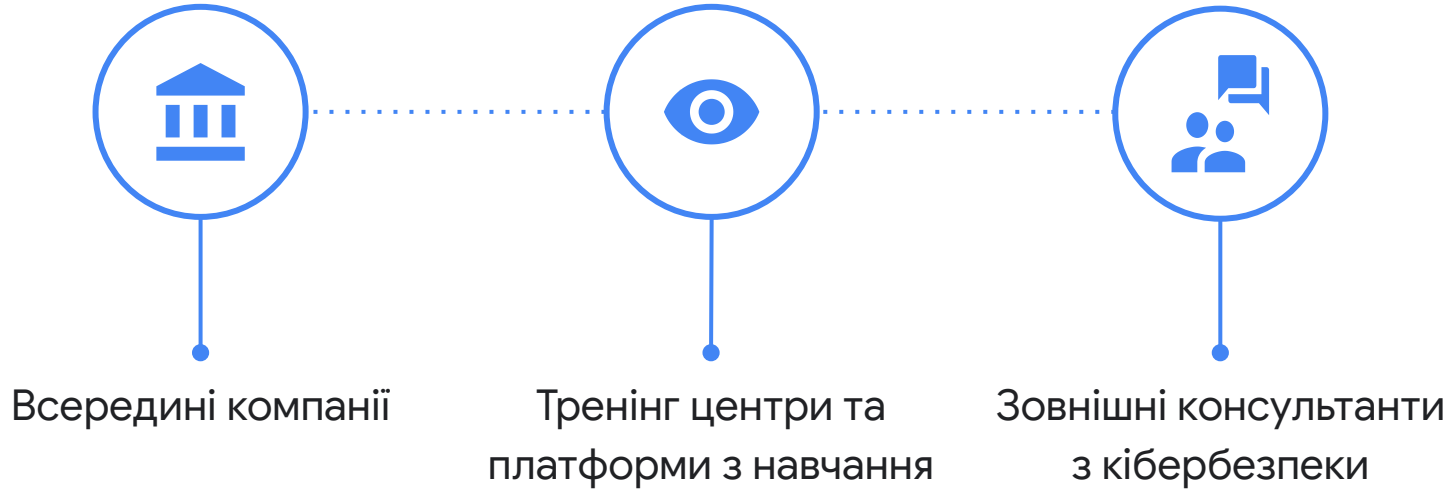 Всередині компанії
Тренінг центри та
платформи з навчання
Зовнішні консультанти
з кібербезпеки